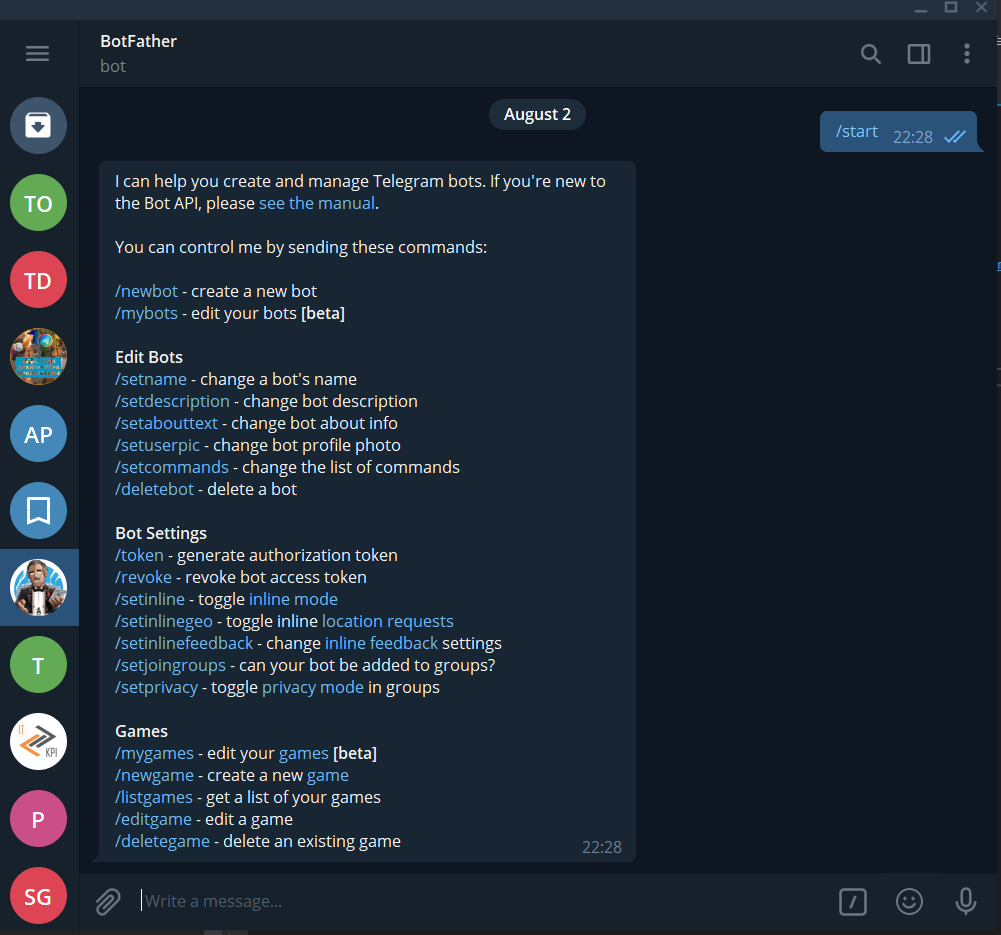 BotFather
bot
August 2
/start 22:28
I can help you create and manage Telegram bots. If you're new to
the Bot API, please see the manual.
You can control me by sending these commands:
/newbot - create a new bot
/mybots - edit your bots [beta]
Edit Bots
/setname - change a bot's name
/setdescription - change bot description
/setabouttext - change bot about info
/setuserpic - change bot profile photo
/setcommands - change the list of commands
/deletebot - delete a bot
Bot Settings
/token - generate authorization token
/revoke - revoke bot access token
/setinline - toggle inline mode
/setinlinegeo - toggle inline location requests
/setinlinefeedback - change inline feedback settings
/setjoingroups - can your bot be added to groups?
/setprivacy - toggle privacy mode in groups
Games
/mygames - edit your games [beta]
/newgame - create a new game
/listgames - get a list of your games
/editgame - edit a game
/deletegame - delete an existing game
22:28
Write a message...
TO
TD
AP
T
IT
KPI
P
SG